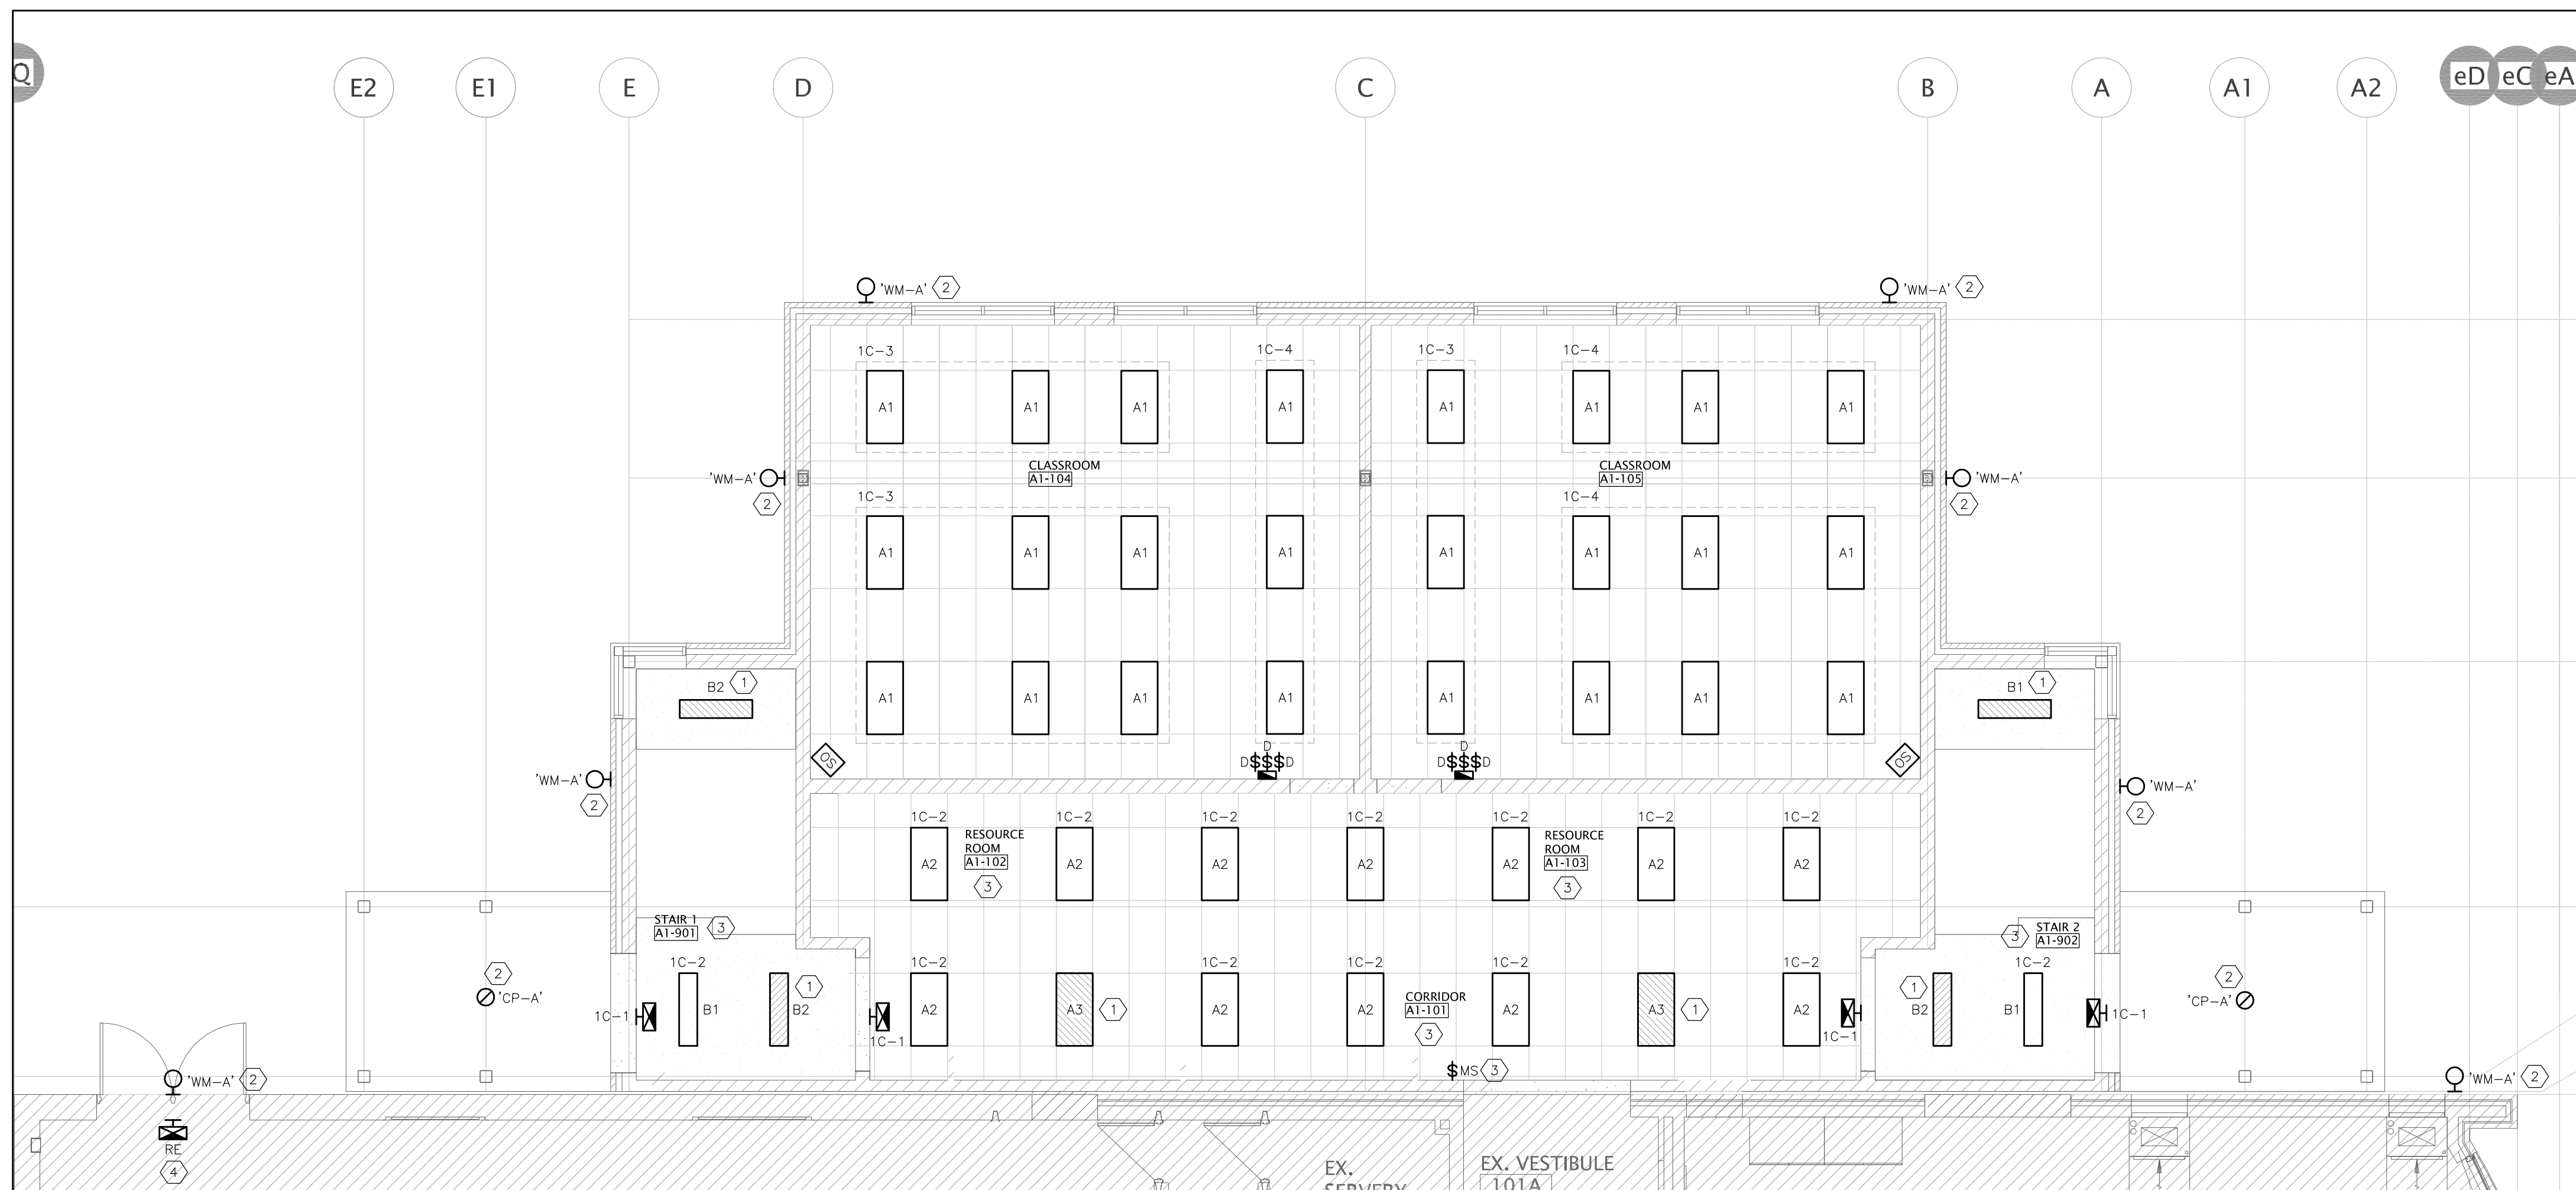 Q E2 E1 E D C B A A1 A2 eD eC eA
'WM-A' 2 'WM-A' 2
1C-3 1C-4 1C-3 1C-4
A1 A1 A1 A1 A1 A1 A1 A1
CLASSROOM CLASSROOM
'WM-A' A1-104 A1-105 'WM-A'
1C-3 1C-4
2 2
A1 A1 A1 A1 A1 A1 A1 A1
B2 1 B1 1
A1 A1 A1 A1 A1 A1 A1 A1
D D
OS D$$$D D$$$D OS
'WM-A' 'WM-A'
2 2
1C-2 1C-2 1C-2 1C-2 1C-2 1C-2 1C-2
RESOURCE RESOURCE
ROOM ROOM
A1-102 A1-103
A2 A2 A2 A2 A2 A2 A2
3 3
STAIR 1 STAIR 2
A1-901 3 3 A1-902
1C-2 1C-2 1C-2 1C-2 1C-2 1C-2 1C-2 1C-2 1C-2
2 1 1 2
'CP-A' CORRIDOR 'CP-A'
1C-1 B1 B2 A2 A3 1 A2 A2 A2 A1-101 A3 1 A2 B2 B1 1C-1
1C-1 3 1C-1
$MS 3
'WM-A' 2 'WM-A' 2
RE
4
EX. EX. VESTIBULE
SERVERY 101A